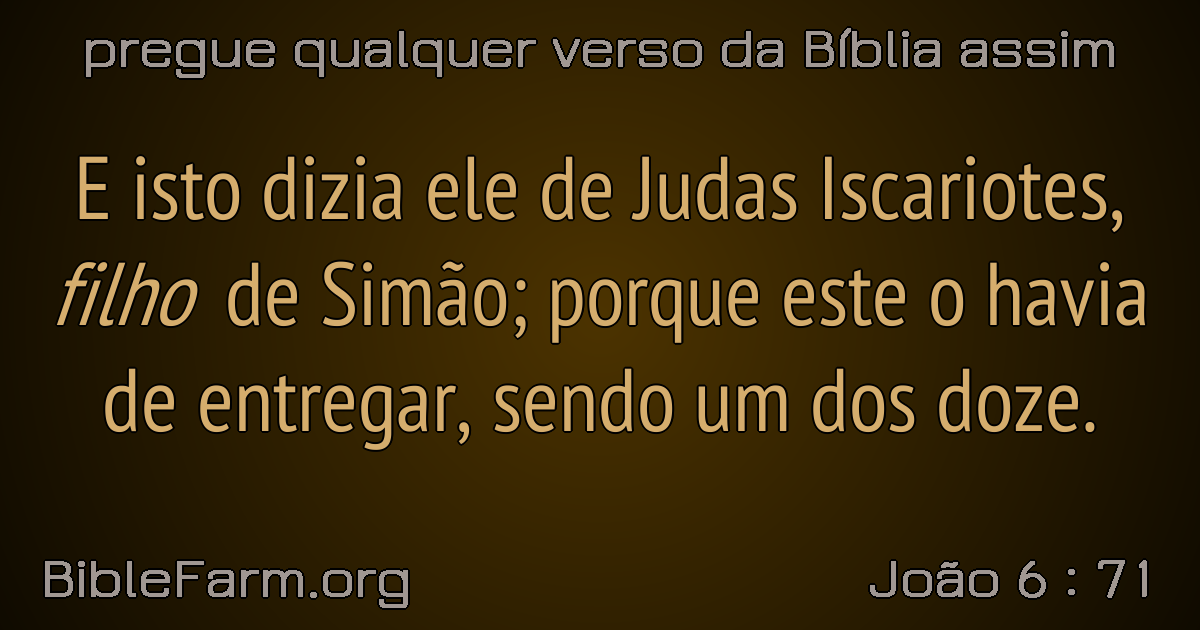 pregue qualquer verso da Bíblia assim
E isto dizia ele de Judas Iscariotes,
filho de Simão; porque este o havia
de entregar, sendo um dos doze.
BibleFarm.org
João 6 : 71